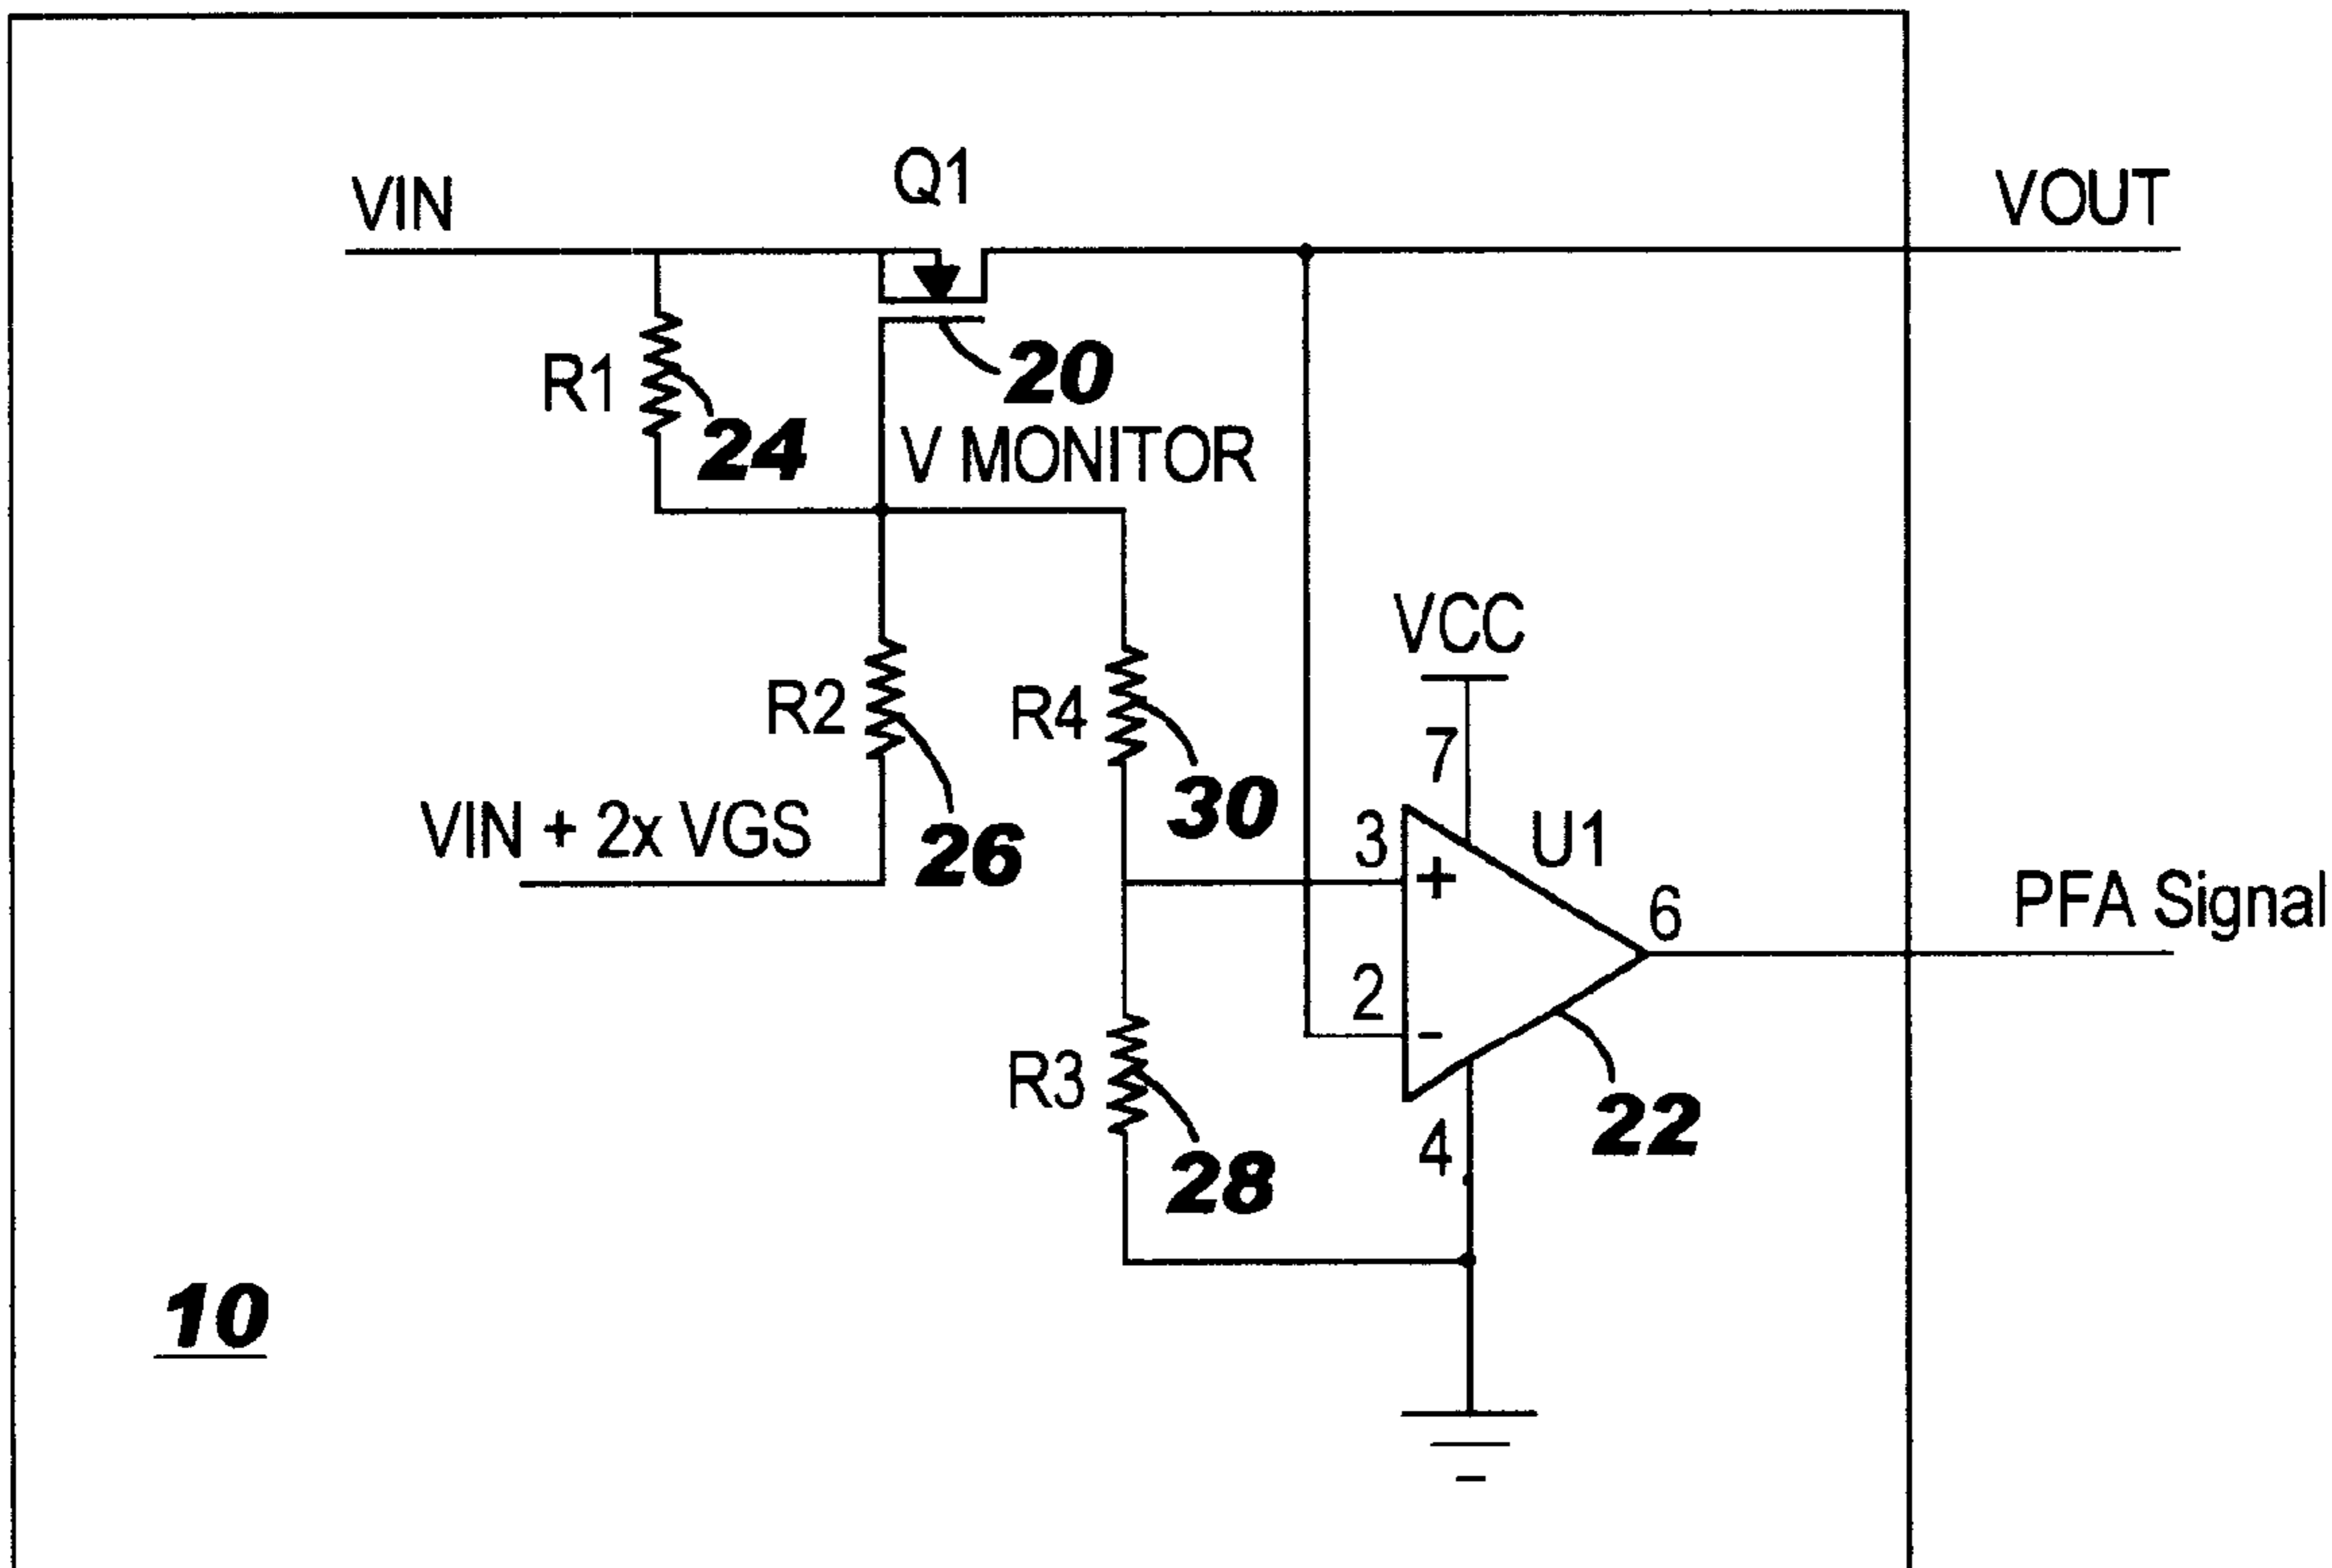 VIN
Q1
VOUT
R1
20
24
V MONITOR
VCC
R2
R4
7
30
VIN + 2x VGS
26
3
+
U1
6
PFA Signal
2
-
R3
22
4
28
10